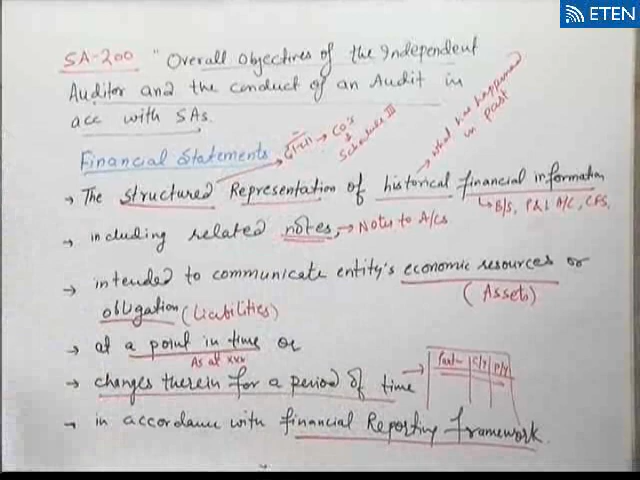 ETEN
SA-200 "Overall Objectives of the Independent
Auditor and the conduct of an Audit in
acc with SAs.
what has happened
in past
Co's
Schedule III
Financial Statements
→ The structured Representation of historical financial information
↳ B/S, P&L A/C, CFS.
→ including related notes, → Notes to A/Cs
→ intended to communicate entity's economic resources or
(Assets)
obligation (Liabilities)
→ at a point in time or
As at xxx
→ changes therein for a period of time
Part- C/Y P/Y
→ in accordance with financial Reporting framework.